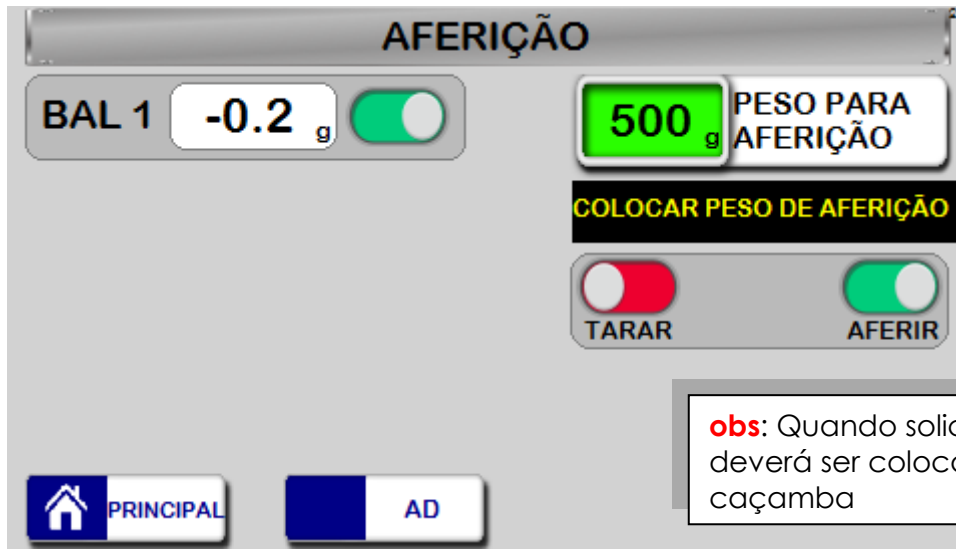 AFERIÇÃO
BAL 1 -0.2 g
500 g
PESO PARA
AFERIÇÃO
COLOCAR PESO DE AFERIÇÃO
TARAR
AFERIR
obs: Quando
deverá ser
caçamba
PRINCIPAL
AD